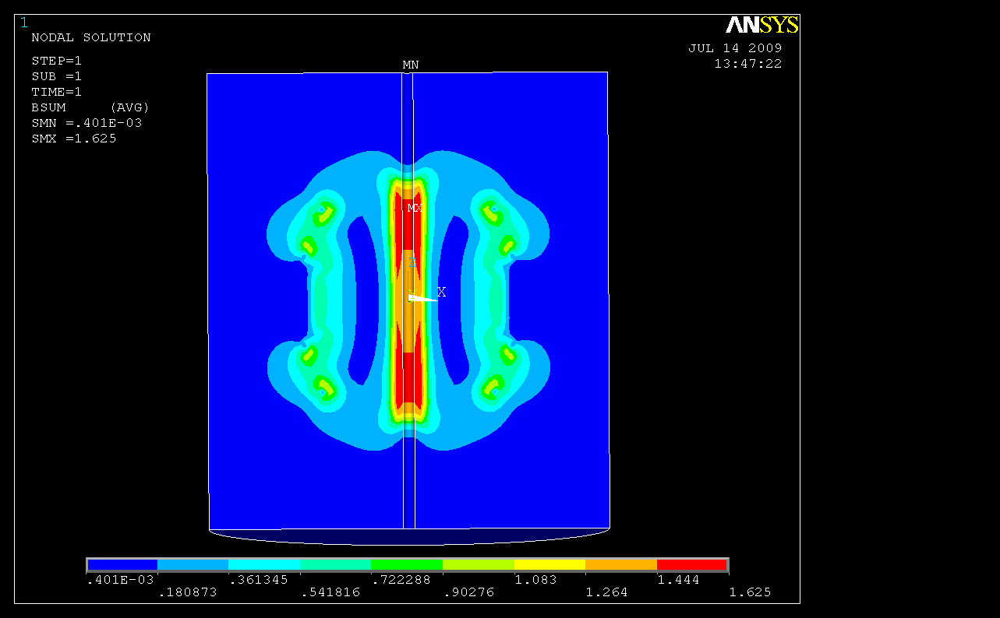 1
ANSYS
NODAL SOLUTION
JUL 14 2009
13:47:22
STEP=1
SUB =1
TIME=1
BSUM (AVG)
SMN =.401E-03
SMX =1.625
MN
MX
X
.401E-03 .361345 .722288 1.083 1.444
.180873 .541816 .90276 1.264 1.625